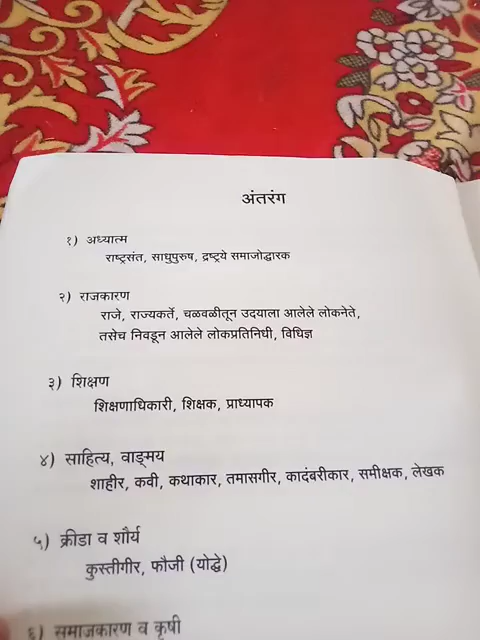 अंतरंग
१) अध्यात्म
राष्ट्रसंत, साधुपुरुष, द्रष्ट्रये समाजोद्धारक
२) राजकारण
राजे, राज्यकर्ते, चळवळीतून उदयाला आलेले लोकनेते,
तसेच निवडून आलेले लोकप्रतिनिधी, विधिज्ञ
३) शिक्षण
शिक्षणाधिकारी, शिक्षक, प्राध्यापक
४) साहित्य, वाङ्मय
शाहीर, कवी, कथाकार, तमासगीर, कादंबरीकार, समीक्षक, लेखक
५) क्रीडा व शौर्य
कुस्तीगीर, फौजी (योद्धे)
६) समाजकारण व कृषी